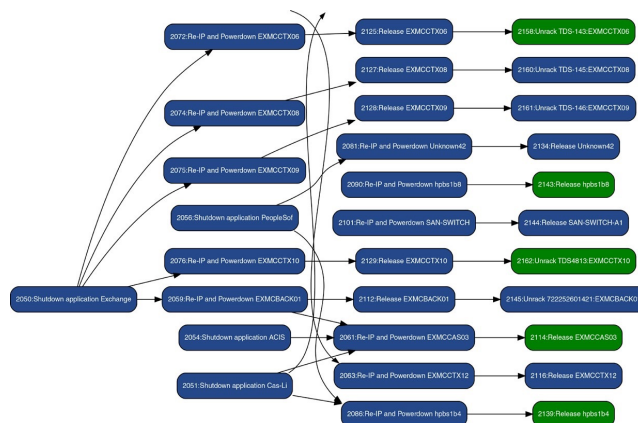 2072:Re-IP and Powerdown EXMCCTX06
2125:Release EXMCCTX06
2158:Unrack TDS-143:EXMCCTX06
2127:Release EXMCCTX08
2160:Unrack TDS-145:EXMCCTX08
2074:Re-IP and Powerdown EXMCCTX08
2128:Release EXMCCTX09
2161:Unrack TDS-146:EXMCCTX09
2081:Re-IP and Powerdown Unknown42
2134:Release Unknown42
2075:Re-IP and Powerdown EXMCCTX09
2090:Re-IP and Powerdown hpbs1b8
2143:Release hpbs1b8
2056:Shutdown application PeopleSof
2101:Re-IP and Powerdown SAN-SWITCH
2144:Release SAN-SWITCH-A1
2076:Re-IP and Powerdown EXMCCTX10
2129:Release EXMCCTX10
2162:Unrack TDS4813:EXMCCTX10
2050:Shutdown application Exchange
2059:Re-IP and Powerdown EXMCBACK01
2112:Release EXMCBACK01
2145:Unrack 722252601421:EXMCBACK0
2054:Shutdown application ACIS
2061:Re-IP and Powerdown EXMCCAS03
2114:Release EXMCCAS03
2063:Re-IP and Powerdown EXMCCTX12
2116:Release EXMCCTX12
2051:Shutdown application Cas-Li
2086:Re-IP and Powerdown hpbs1b4
2139:Release hpbs1b4